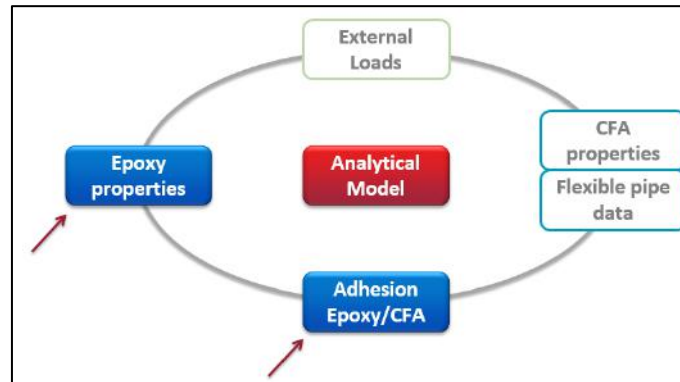 External
Loads
Epoxy
properties
Analytical
Model
CFA
properties
Flexible pipe
data
Adhesion
Epoxy/CFA